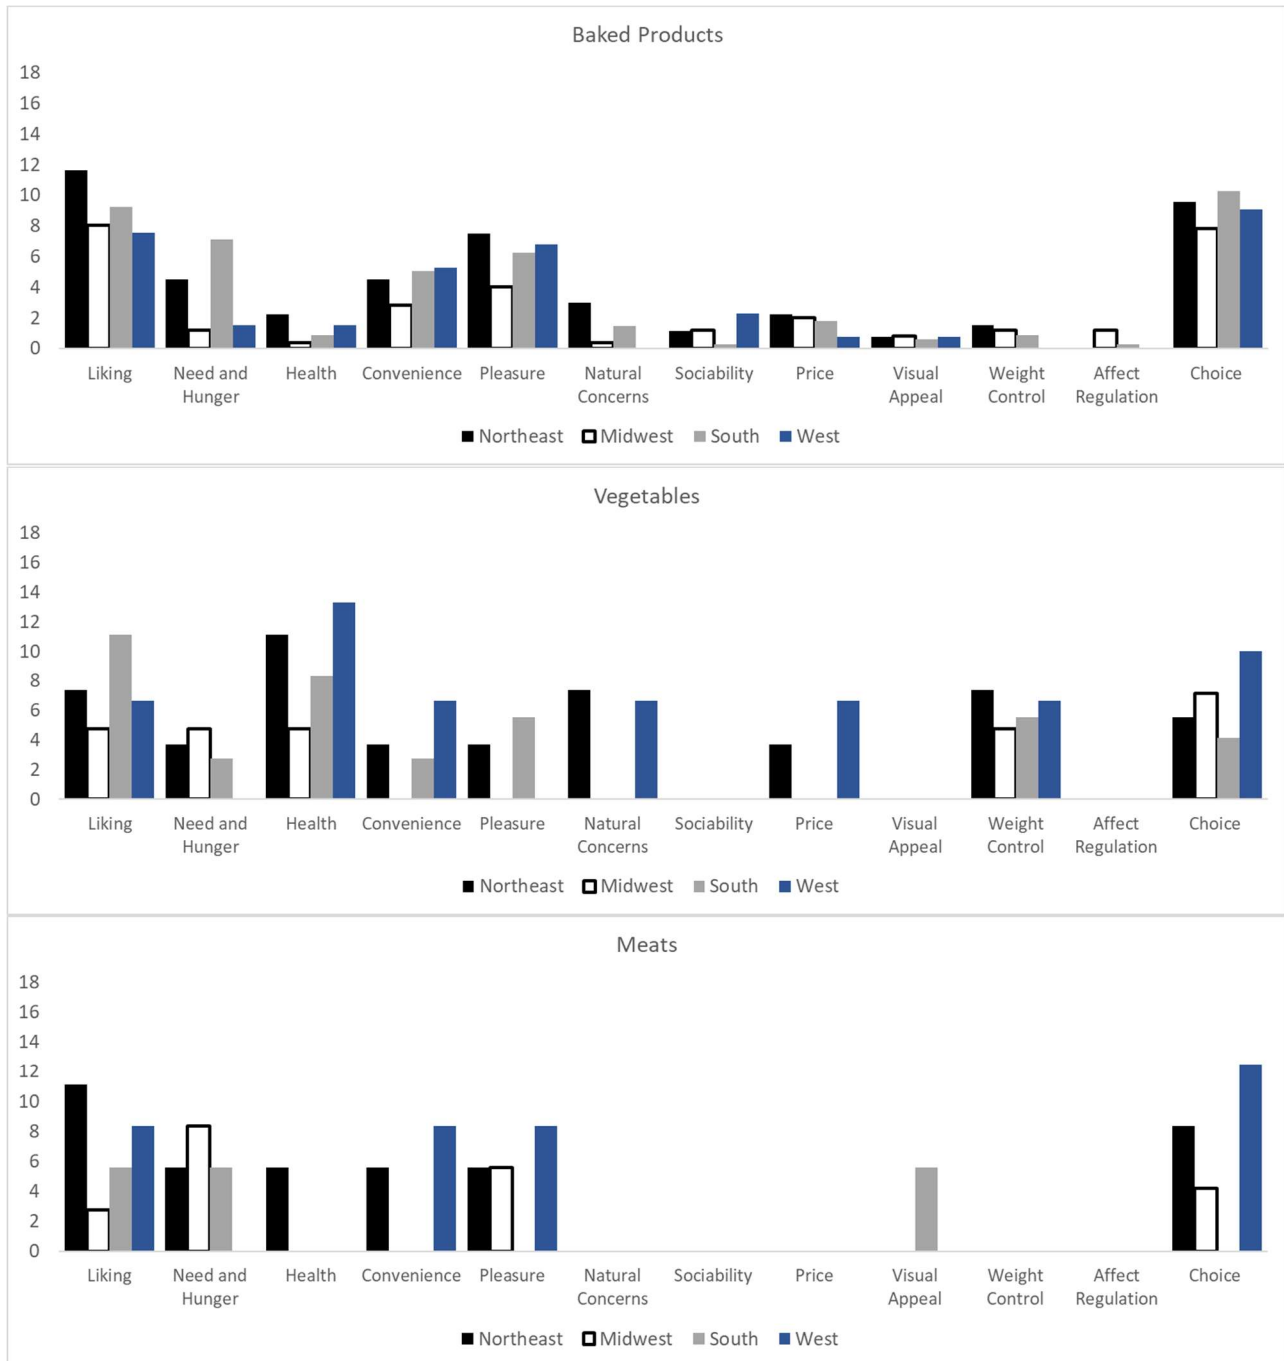 Baked Products
18
16
14
12
10
8
6
4
2
0
Liking Need and Health Convenience Pleasure Natural Sociability Price Visual Weight Affect Choice
Hunger Concerns Appeal Control Regulation
Northeast Midwest South West
Vegetables
18
16
14
12
10
8
6
4
2
0
Liking Need and Health Convenience Pleasure Natural Sociability Price Visual Weight Affect Choice
Hunger Concerns Appeal Control Regulation
Northeast Midwest South West
Meats
18
16
14
12
10
8
6
4
2
0
Liking Need and Health Convenience Pleasure Natural Sociability Price Visual Weight Affect Choice
Hunger Concerns Appeal Control Regulation
Northeast Midwest South West